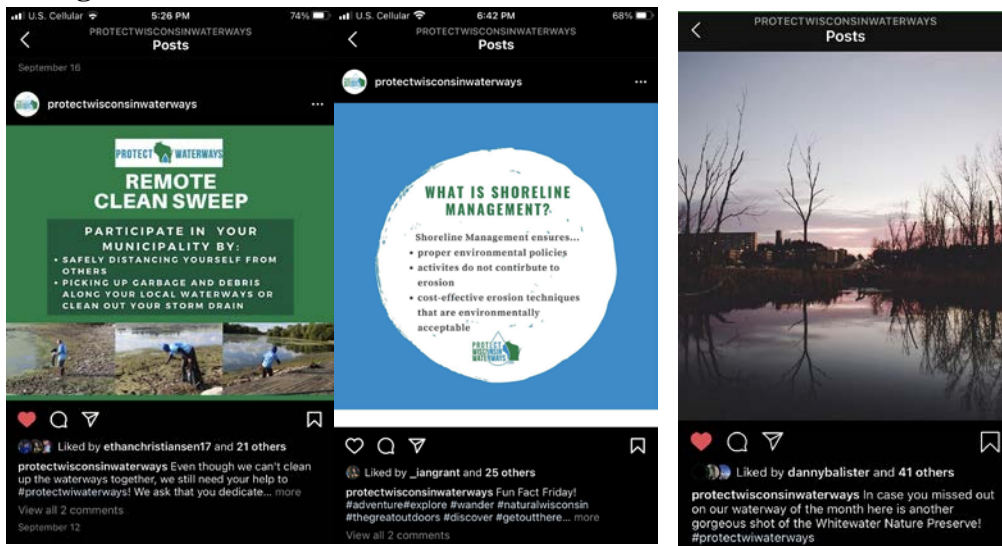 U.S. Cellular 5:26 PM 74%
PROTECTWISCONSINWATERWAYS
Posts
September 16
protectwisconsinwaterways
PROTECT WATERWAYS
REMOTE
CLEAN SWEEP
PARTICIPATE IN YOUR
MUNICIPALITY BY:
• SAFELY DISTANCING YOURSELF FROM
OTHERS
• PICKING UP GARBAGE AND DEBRIS
ALONG YOUR LOCAL WATERWAYS OR
CLEAN OUT YOUR STORM DRAIN
Liked by ethanchristiansen17 and 21 others
protectwisconsinwaterways Even though we can't clean
up the waterways together, we still need your help to
#protectwiwaterways! We ask that you dedicate... more
View all 2 comments
September 12
U.S. Cellular 6:42 PM 68%
PROTECTWISCONSINWATERWAYS
Posts
protectwisconsinwaterways
WHAT IS SHORELINE
MANAGEMENT?
Shoreline Management ensures...
• proper environmental policies
• activites do not contirbute to
erosion
• cost-effective erosion techniques
that are environmentally
acceptable
PROTECT
WISCONSIN
WATERWAYS
Liked by _iangrant and 25 others
protectwisconsinwaterways Fun Fact Friday!
#adventure#explore #wander #naturalwisconsin
#thegreatoutdoors #discover #getoutthere... more
View all 2 comments
PROTECTWISCONSINWATERWAYS
Posts
Liked by dannybalister and 41 others
protectwisconsinwaterways In case you missed out
on our waterway of the month here is another
gorgeous shot of the Whitewater Nature Preserve!
#protectwiwaterways